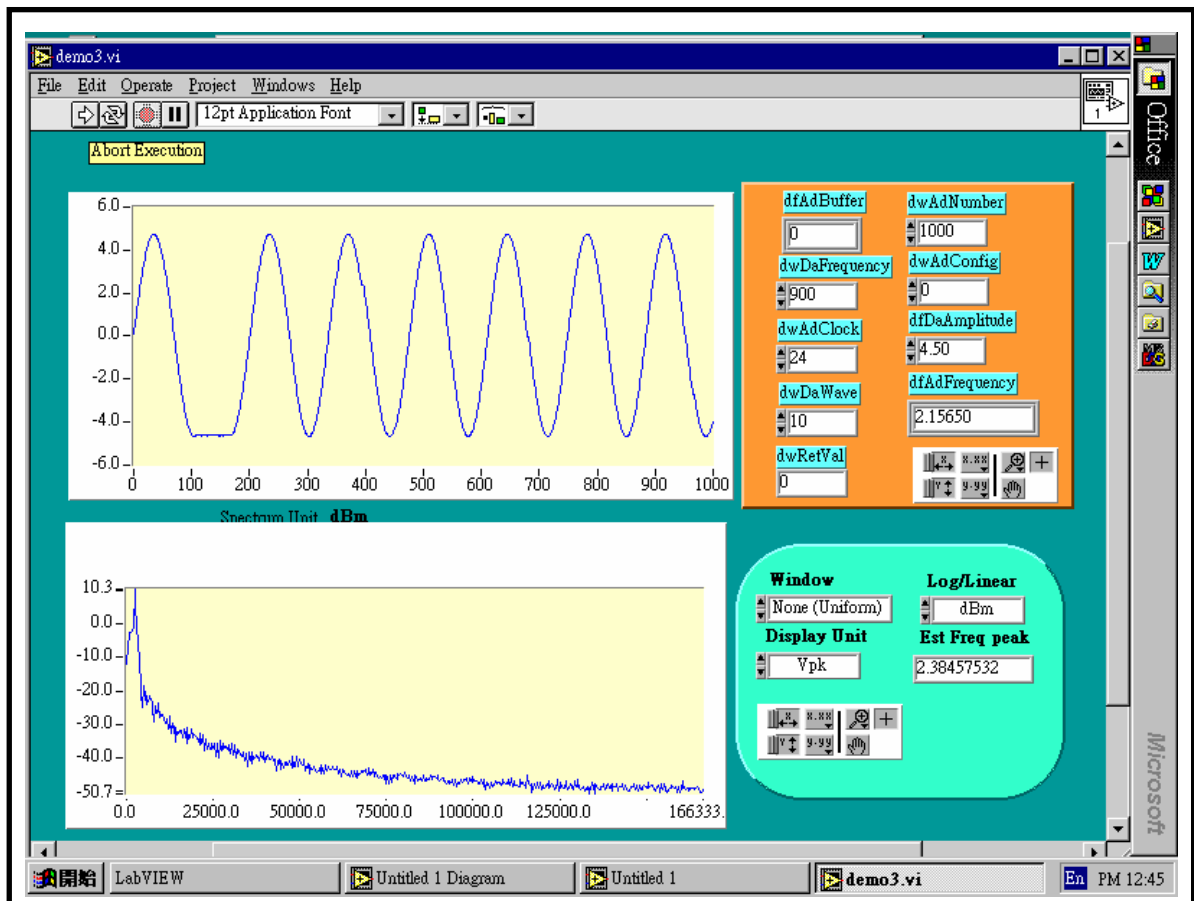 demo3.vi
File Edit Operate Project Windows Help
12pt Application Font
1
Abort Execution
Office
6.0
4.0
2.0
0.0
-2.0
-4.0
-6.0
0 100 200 300 400 500 600 700 800 900 1000
dfAdBuffer
0
dwDaFrequency
900
dwAdClock
24
dwDaWave
10
dwRetVal
0
dwAdNumber
1000
dwAdConfig
0
dfDaAmplitude
4.50
dfAdFrequency
2.15650
X X.XX
Y Y.YY
Spectrum Unit dBm
10.3
0.0
-10.0
-20.0
-30.0
-40.0
-50.7
0.0 25000.0 50000.0 75000.0 100000.0 125000.0 166333.
Window
None (Uniform)
Log/Linear
dBm
Display Unit
Vpk
Est Freq peak
2.38457532
X X.XX
Y Y.YY
Microsoft
開始 LabVIEW Untitled 1 Diagram Untitled 1 demo3.vi En PM 12:45